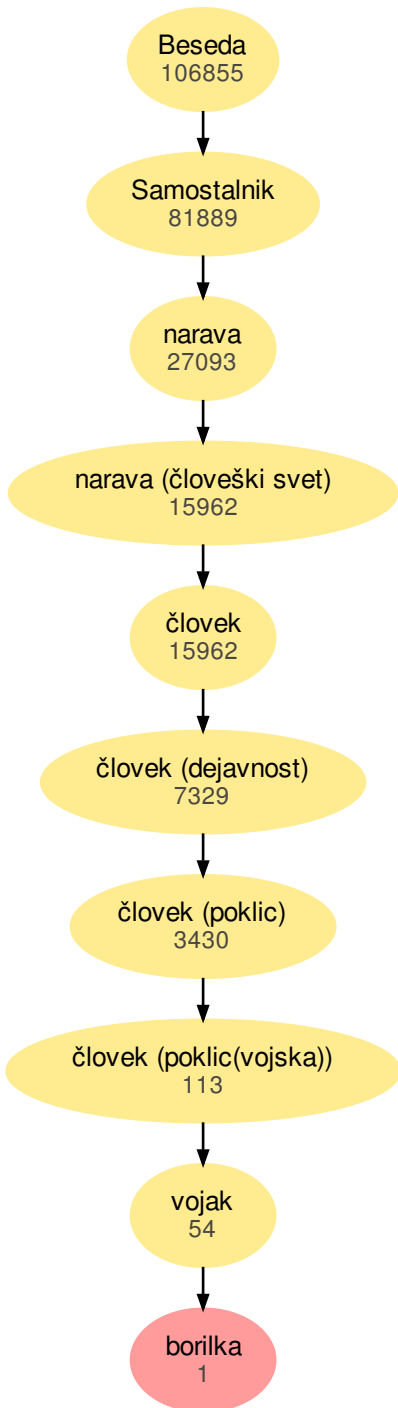 Beseda
106855
Samostalnik
81889
narava
27093
narava (človeški svet)
15962
človek
15962
človek (dejavnost)
7329
človek (poklic)
3430
človek (poklic(vojska))
113
vojak
54
borilka
1